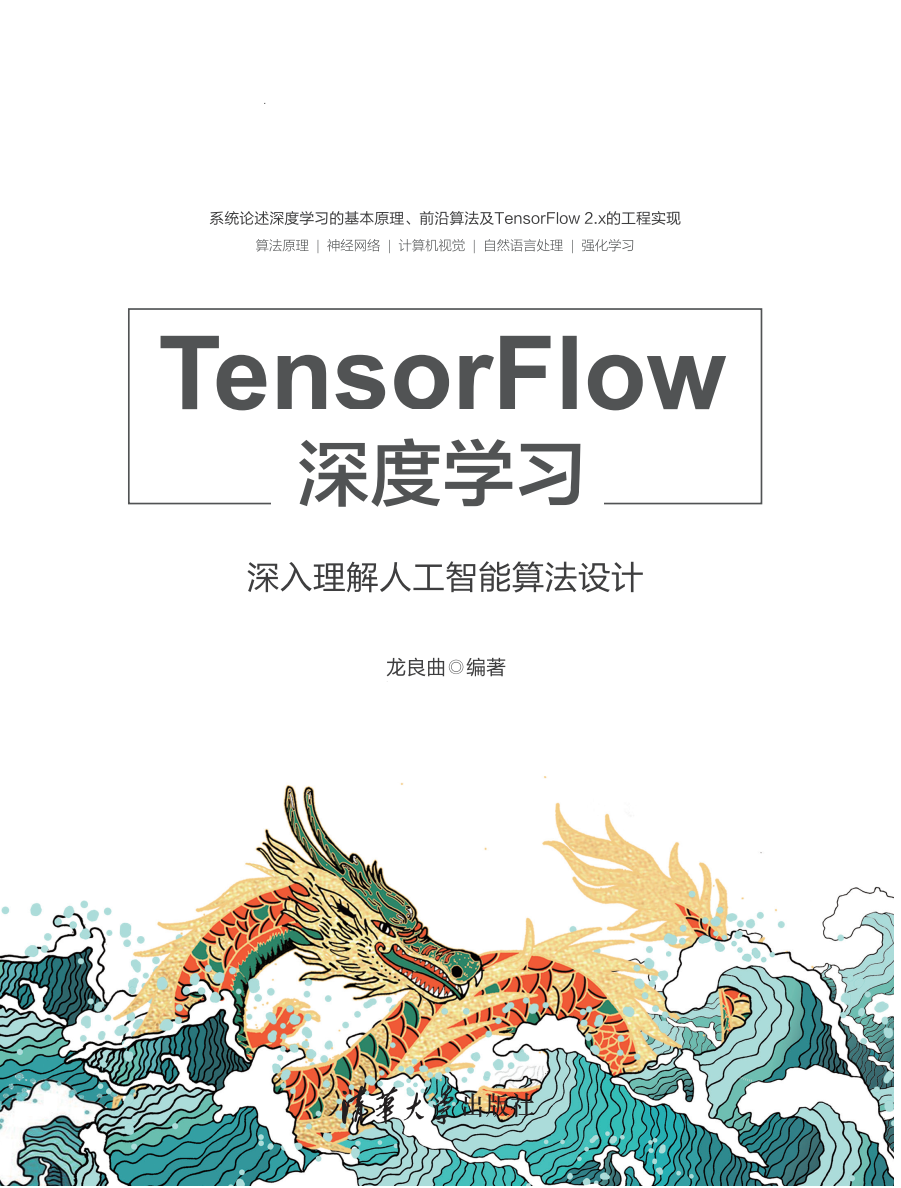 系统论述深度学习的基本原理、前沿算法及TensorFlow 2.x的工程实现
算法原理 | 神经网络 | 计算机视觉 | 自然语言处理 | 强化学习
TensorFlow
深度学习
深入理解人工智能算法设计
龙良曲◎编著
清华大学出版社